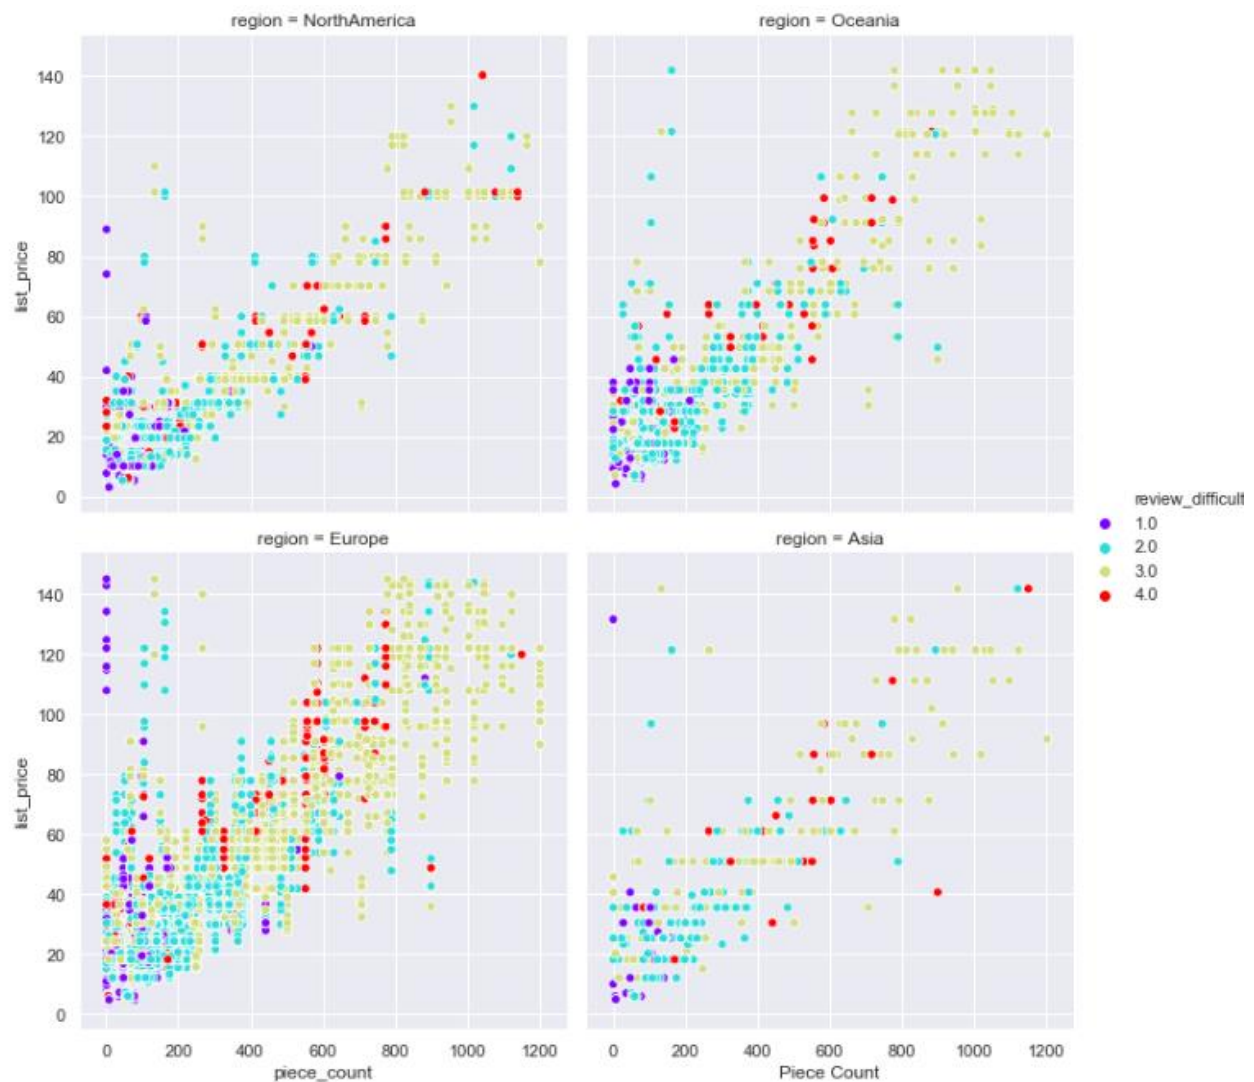 region = NorthAmerica
region = Oceania
140
120
100
80
60
40
20
0
list_price
region = Europe
region = Asia
140
120
100
80
60
40
20
0
list_price
0 200 400 600 800 1000 1200
piece_count
0 200 400 600 800 1000 1200
Piece Count
review_difficult
1.0
2.0
3.0
4.0